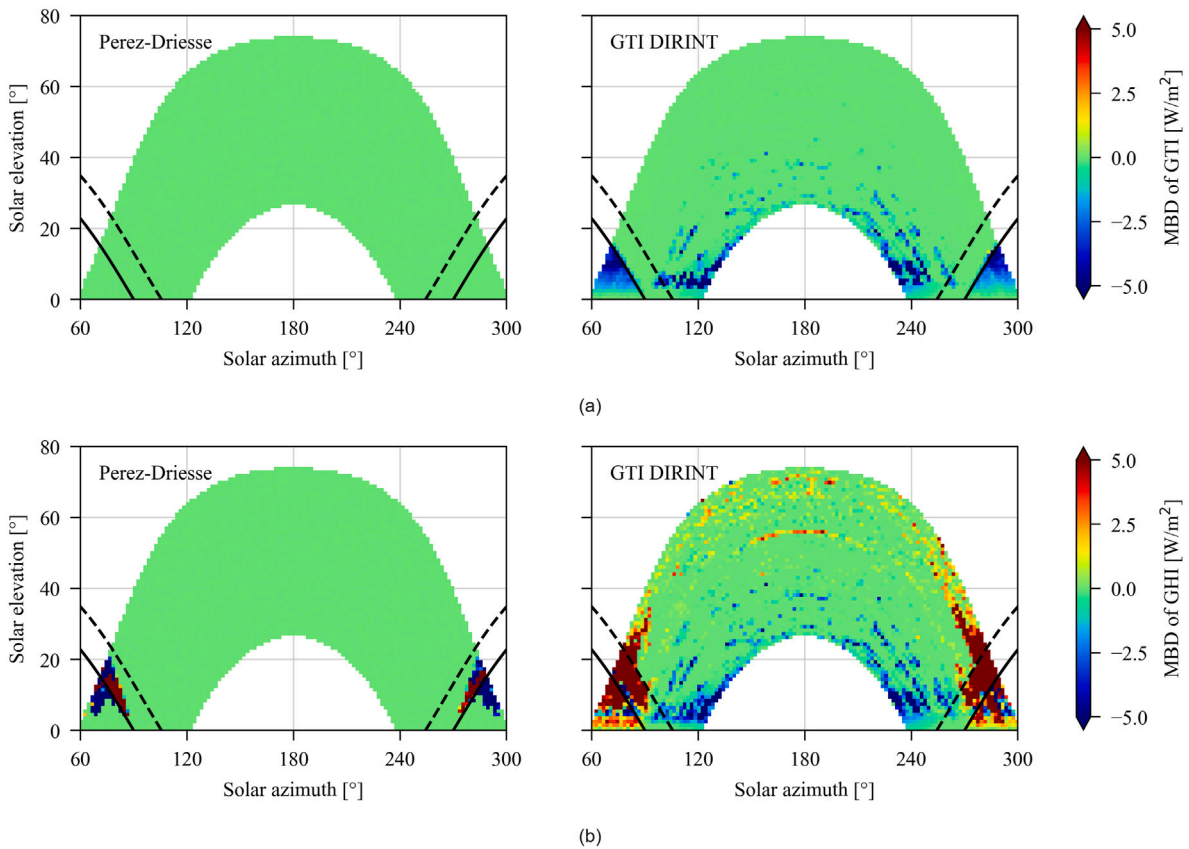 Perez-Driesse
GTI DIRINT
Solar elevation [°]
80
60
40
20
0
60 120 180 240 300
60 120 180 240 300
Solar azimuth [°]
Solar azimuth [°]
5.0
2.5
0.0
−2.5
−5.0
MBD of GTI [W/m²]
(a)
Perez-Driesse
GTI DIRINT
Solar elevation [°]
80
60
40
20
0
60 120 180 240 300
60 120 180 240 300
Solar azimuth [°]
Solar azimuth [°]
5.0
2.5
0.0
−2.5
−5.0
MBD of GHI [W/m²]
(b)